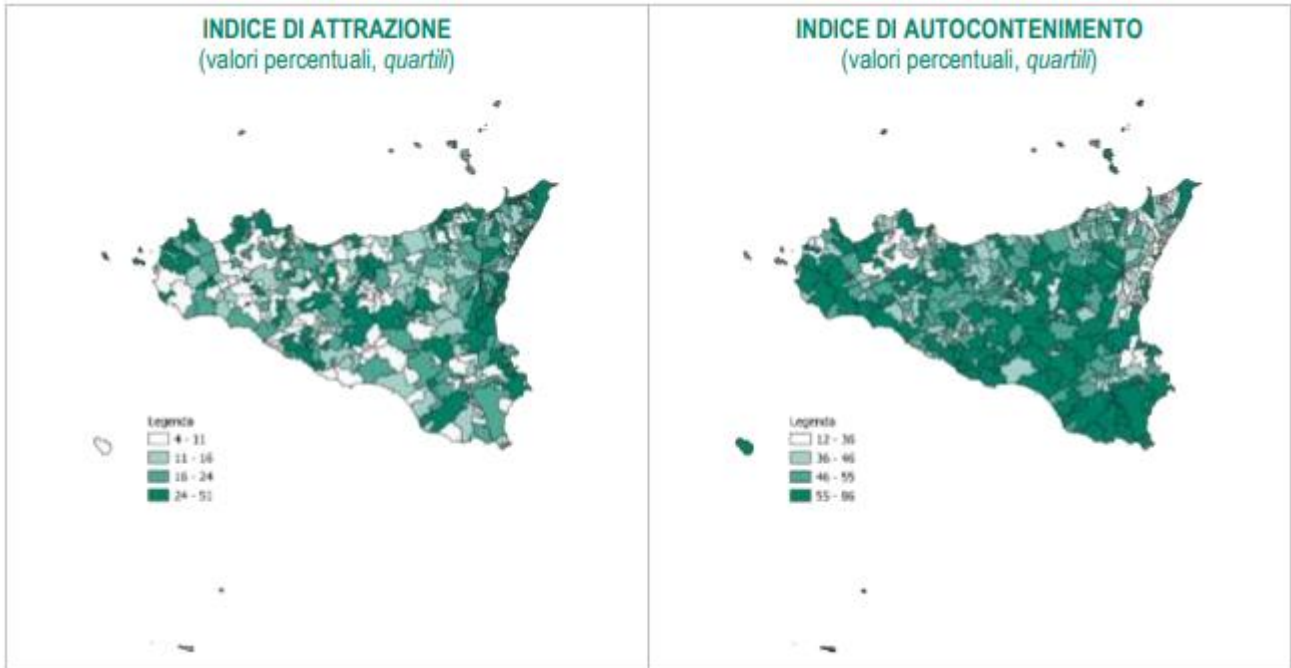 INDICE DI ATTRAZIONE
(valori percentuali, quartili)
Legenda
4 - 11
11 - 16
16 - 24
24 - 51
INDICE DI AUTOCONTENIMENTO
(valori percentuali, quartili)
Legenda
12 - 36
36 - 46
46 - 55
55 - 86